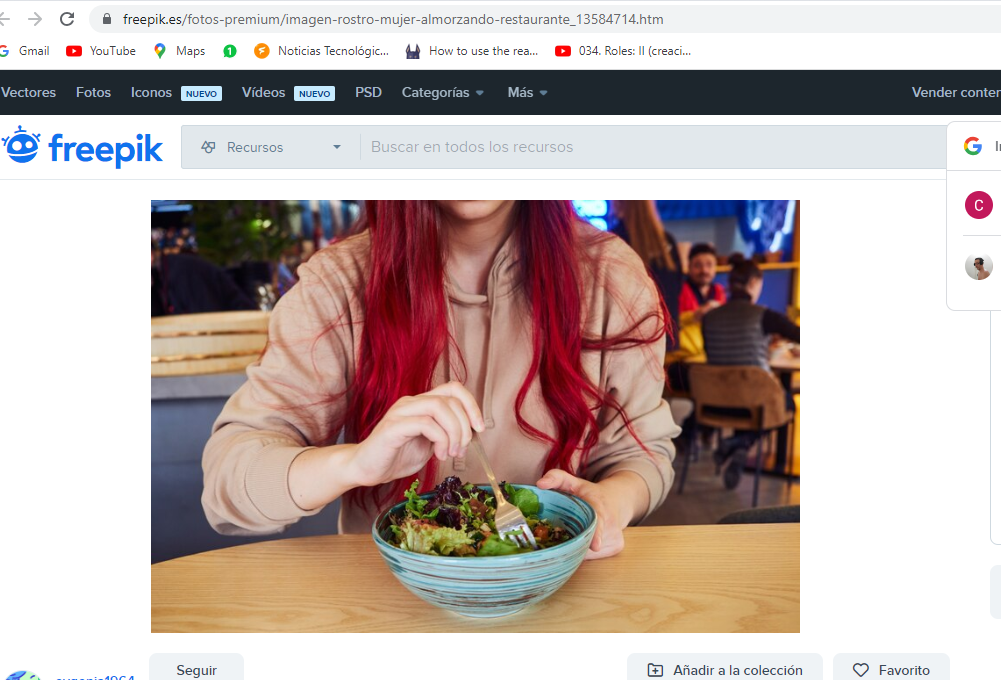 freepik.es/fotos-premium/imagen-rostro-mujer-almorzando-restaurante_13584714.htm
Gmail YouTube Maps 1 Noticias Tecnológic... How to use the rea... 034. Roles: II (creaci...
Vectores Fotos Iconos NUEVO Vídeos NUEVO PSD Categorías Más Vender conten
freepik Recursos Buscar en todos los recursos
C
Seguir Añadir a la colección Favorito